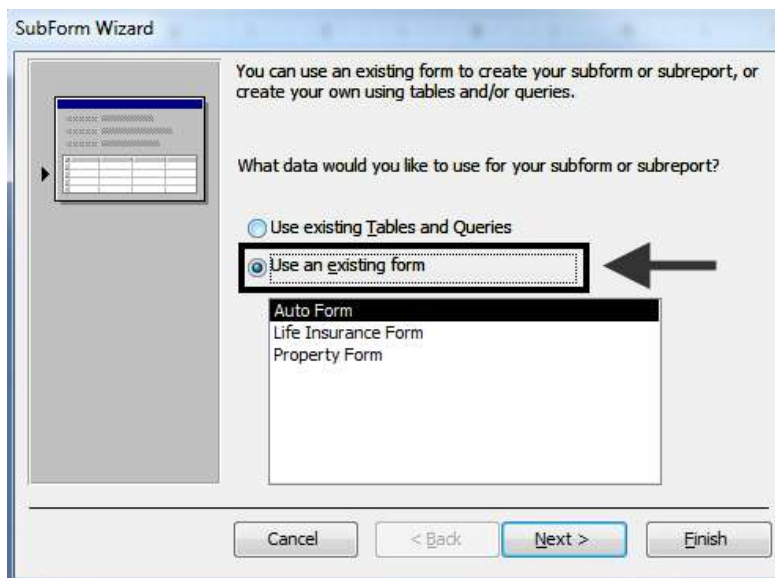 SubForm Wizard
You can use an existing form to create your subform or subreport, or
create your own using tables and/or queries.
What data would you like to use for your subform or subreport?
Use existing Tables and Queries
Use an existing form
Auto Form
Life Insurance Form
Property Form
Cancel < Back Next > Finish